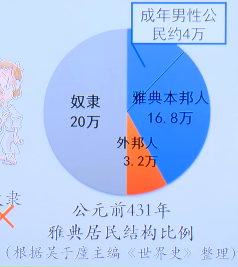 成年男性公
民约4万
奴隶
20万
雅典本邦人
16.8万
外邦人
3.2万
隶
公元前431年
雅典居民结构比例
(根据吴于廑主编《世界史》整理)